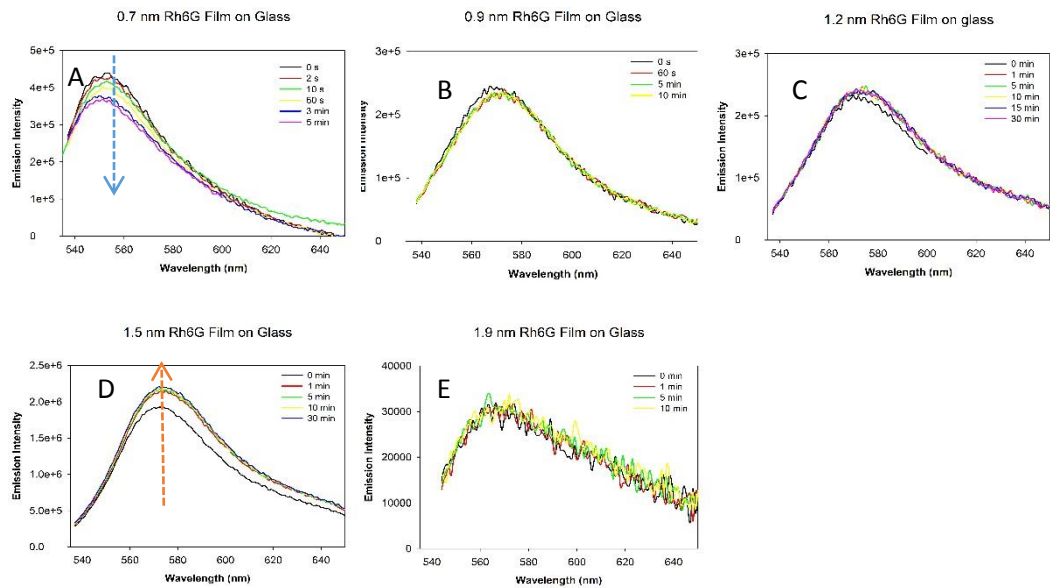 0.7 nm Rh6G Film on Glass
A
Emission Intensity
5e+5
4e+5
3e+5
2e+5
1e+5
0
0 s
2 s
10 s
60 s
3 min
5 min
540 560 580 600 620 640
Wavelength (nm)
0.9 nm Rh6G Film on Glass
B
Emission Intensity
3e+5
2e+5
1e+5
0
0 s
60 s
5 min
10 min
540 560 580 600 620 640
Wavelength (nm)
1.2 nm Rh6G Film on glass
C
Emission Intensity
3e+5
2e+5
1e+5
0
0 min
1 min
5 min
10 min
15 min
30 min
540 560 580 600 620 640
Wavelength (nm)
1.5 nm Rh6G Film on Glass
D
Emission Intensity
2.5e+6
2.0e+6
1.5e+6
1.0e+6
5.0e+5
0.0
0 min
1 min
5 min
10 min
30 min
540 560 580 600 620 640
Wavelength (nm)
1.9 nm Rh6G Film on Glass
E
Emission Intensity
40000
30000
20000
10000
0
0 min
1 min
5 min
10 min
540 560 580 600 620 640
Wavelength (nm)